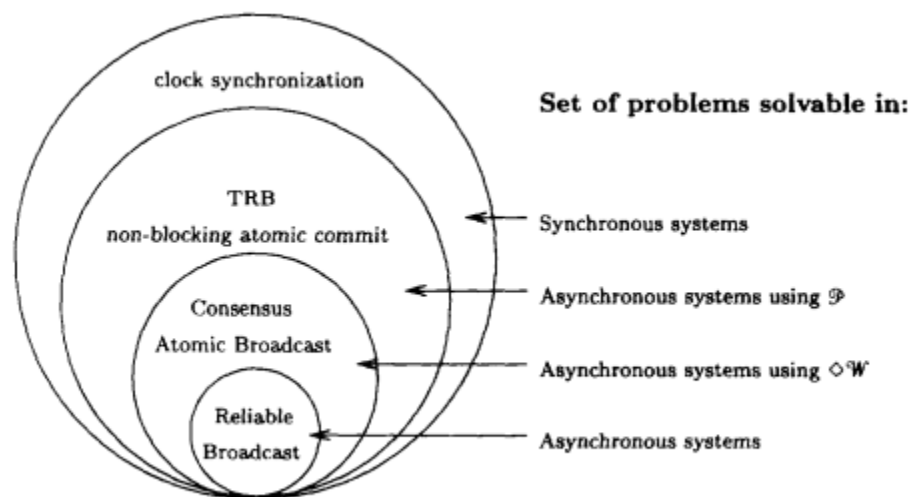 clock synchronization
Set of problems solvable in:
TRB
non-blocking atomic commit
Synchronous systems
Consensus
Asynchronous systems using 𝒫
Atomic Broadcast
Asynchronous systems using ◇𝒲
Reliable
Broadcast
Asynchronous systems